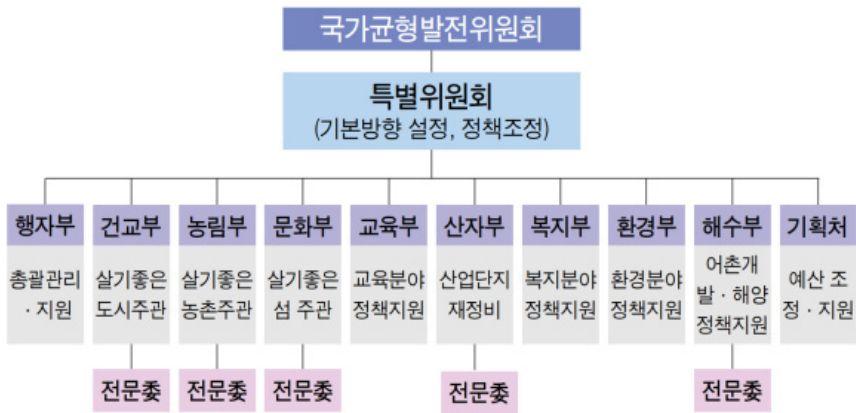 국가균형발전위원회
특별위원회
(기본방향 설정, 정책조정)
행자부
총괄관리
· 지원
건교부
살기좋은
도시주관
전문委
농림부
살기좋은
농촌주관
전문委
문화부
살기좋은
섬 주관
전문委
교육부
교육분야
정책지원
산자부
산업단지
재정비
전문委
복지부
복지분야
정책지원
환경부
환경분야
정책지원
해수부
어촌개
발 · 해양
정책지원
전문委
기획처
예산 조
정 · 지원